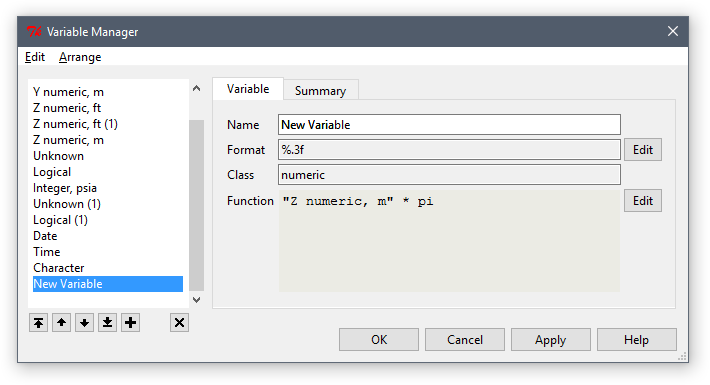 Variable Manager
Edit Arrange
Y numeric, m
Z numeric, ft
Z numeric, ft (1)
Z numeric, m
Unknown
Logical
Integer, psia
Unknown (1)
Logical (1)
Date
Time
Character
New Variable
Variable Summary
Name New Variable
Format %.3f Edit
Class numeric
Function "Z numeric, m" * pi Edit
OK Cancel Apply Help